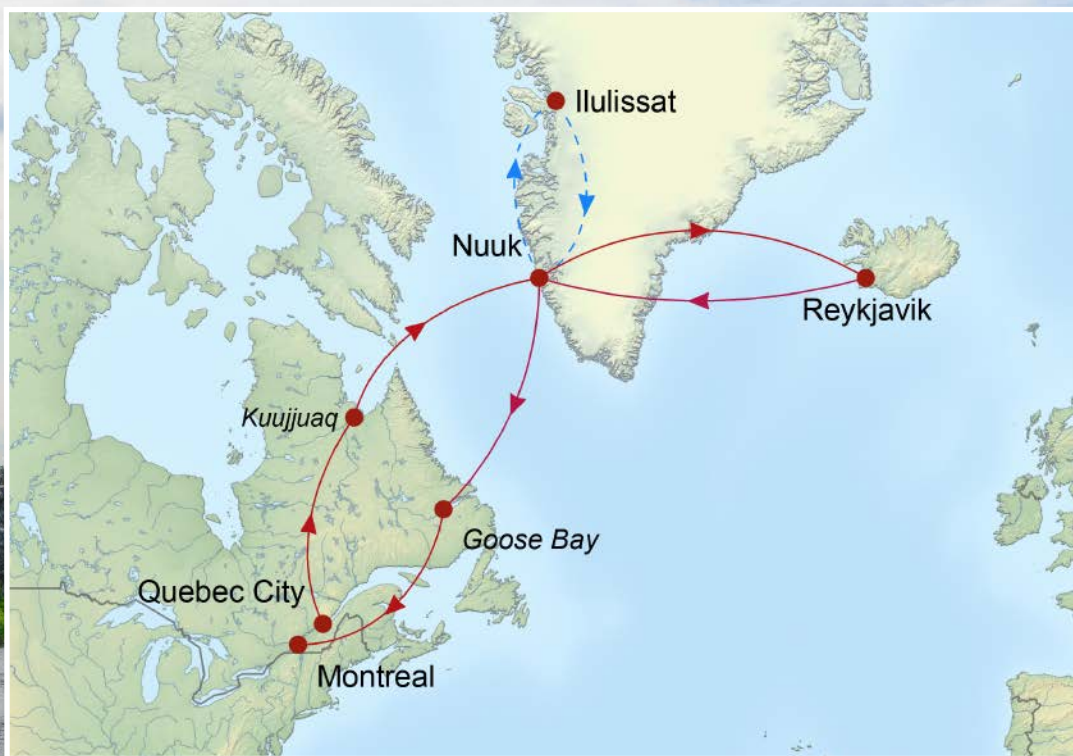 Ilulissat
Nuuk
Reykjavik
Kuujjuaq
Goose Bay
Quebec City
Montreal